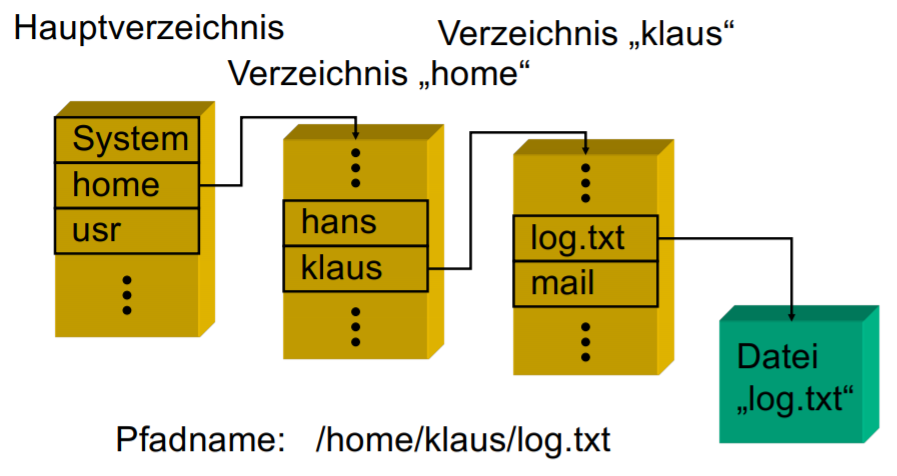 Hauptverzeichnis
Verzeichnis „klaus“
Verzeichnis „home“
System
home
usr
hans
klaus
log.txt
mail
Datei
„log.txt“
Pfadname: /home/klaus/log.txt